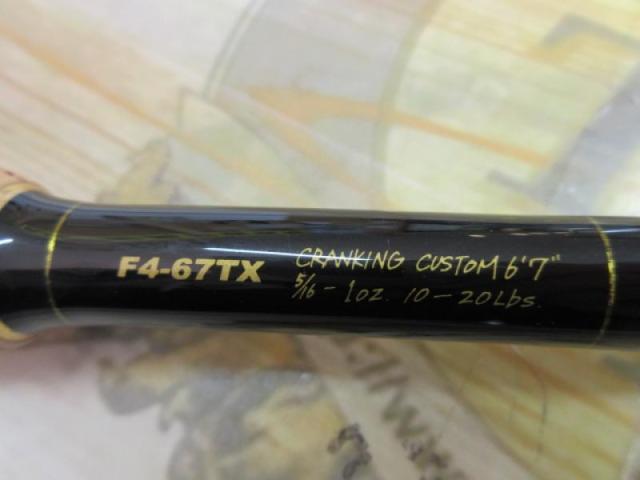 F4-67TX
CRANKING CUSTOM 6'7"
5/16 - 1oz. 10 - 20Lbs.